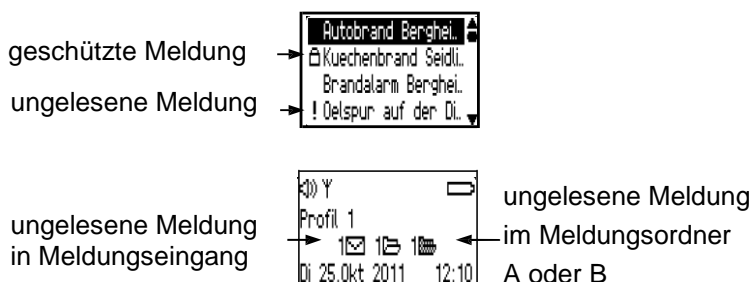 geschützte Meldung
ungelesene Meldung
Autobrand Berghei..
Kuechenbrand Seidli..
Brandalarm Berghei..
! Oelspur auf der Di..
ungelesene Meldung
in Meldungseingang
Profil 1
1 1 1
Di 25.Okt 2011 12:10
ungelesene Meldung
im Meldungsordner
A oder B